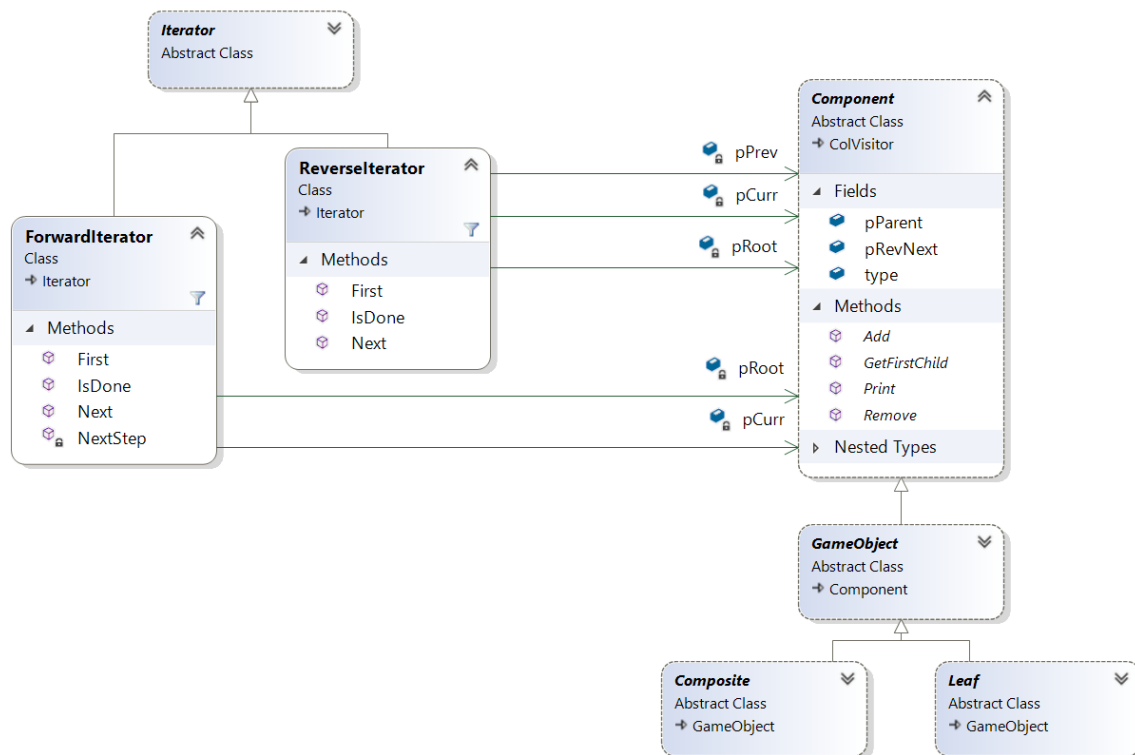 Iterator
Abstract Class
ReverseIterator
Class
Iterator
Methods
First
IsDone
Next
ForwardIterator
Class
Iterator
Methods
First
IsDone
Next
NextStep
pPrev
pCurr
pRoot
pRoot
pCurr
Component
Abstract Class
ColVisitor
Fields
pParent
pRevNext
type
Methods
Add
GetFirstChild
Print
Remove
Nested Types
GameObject
Abstract Class
Component
Composite
Abstract Class
GameObject
Leaf
Abstract Class
GameObject